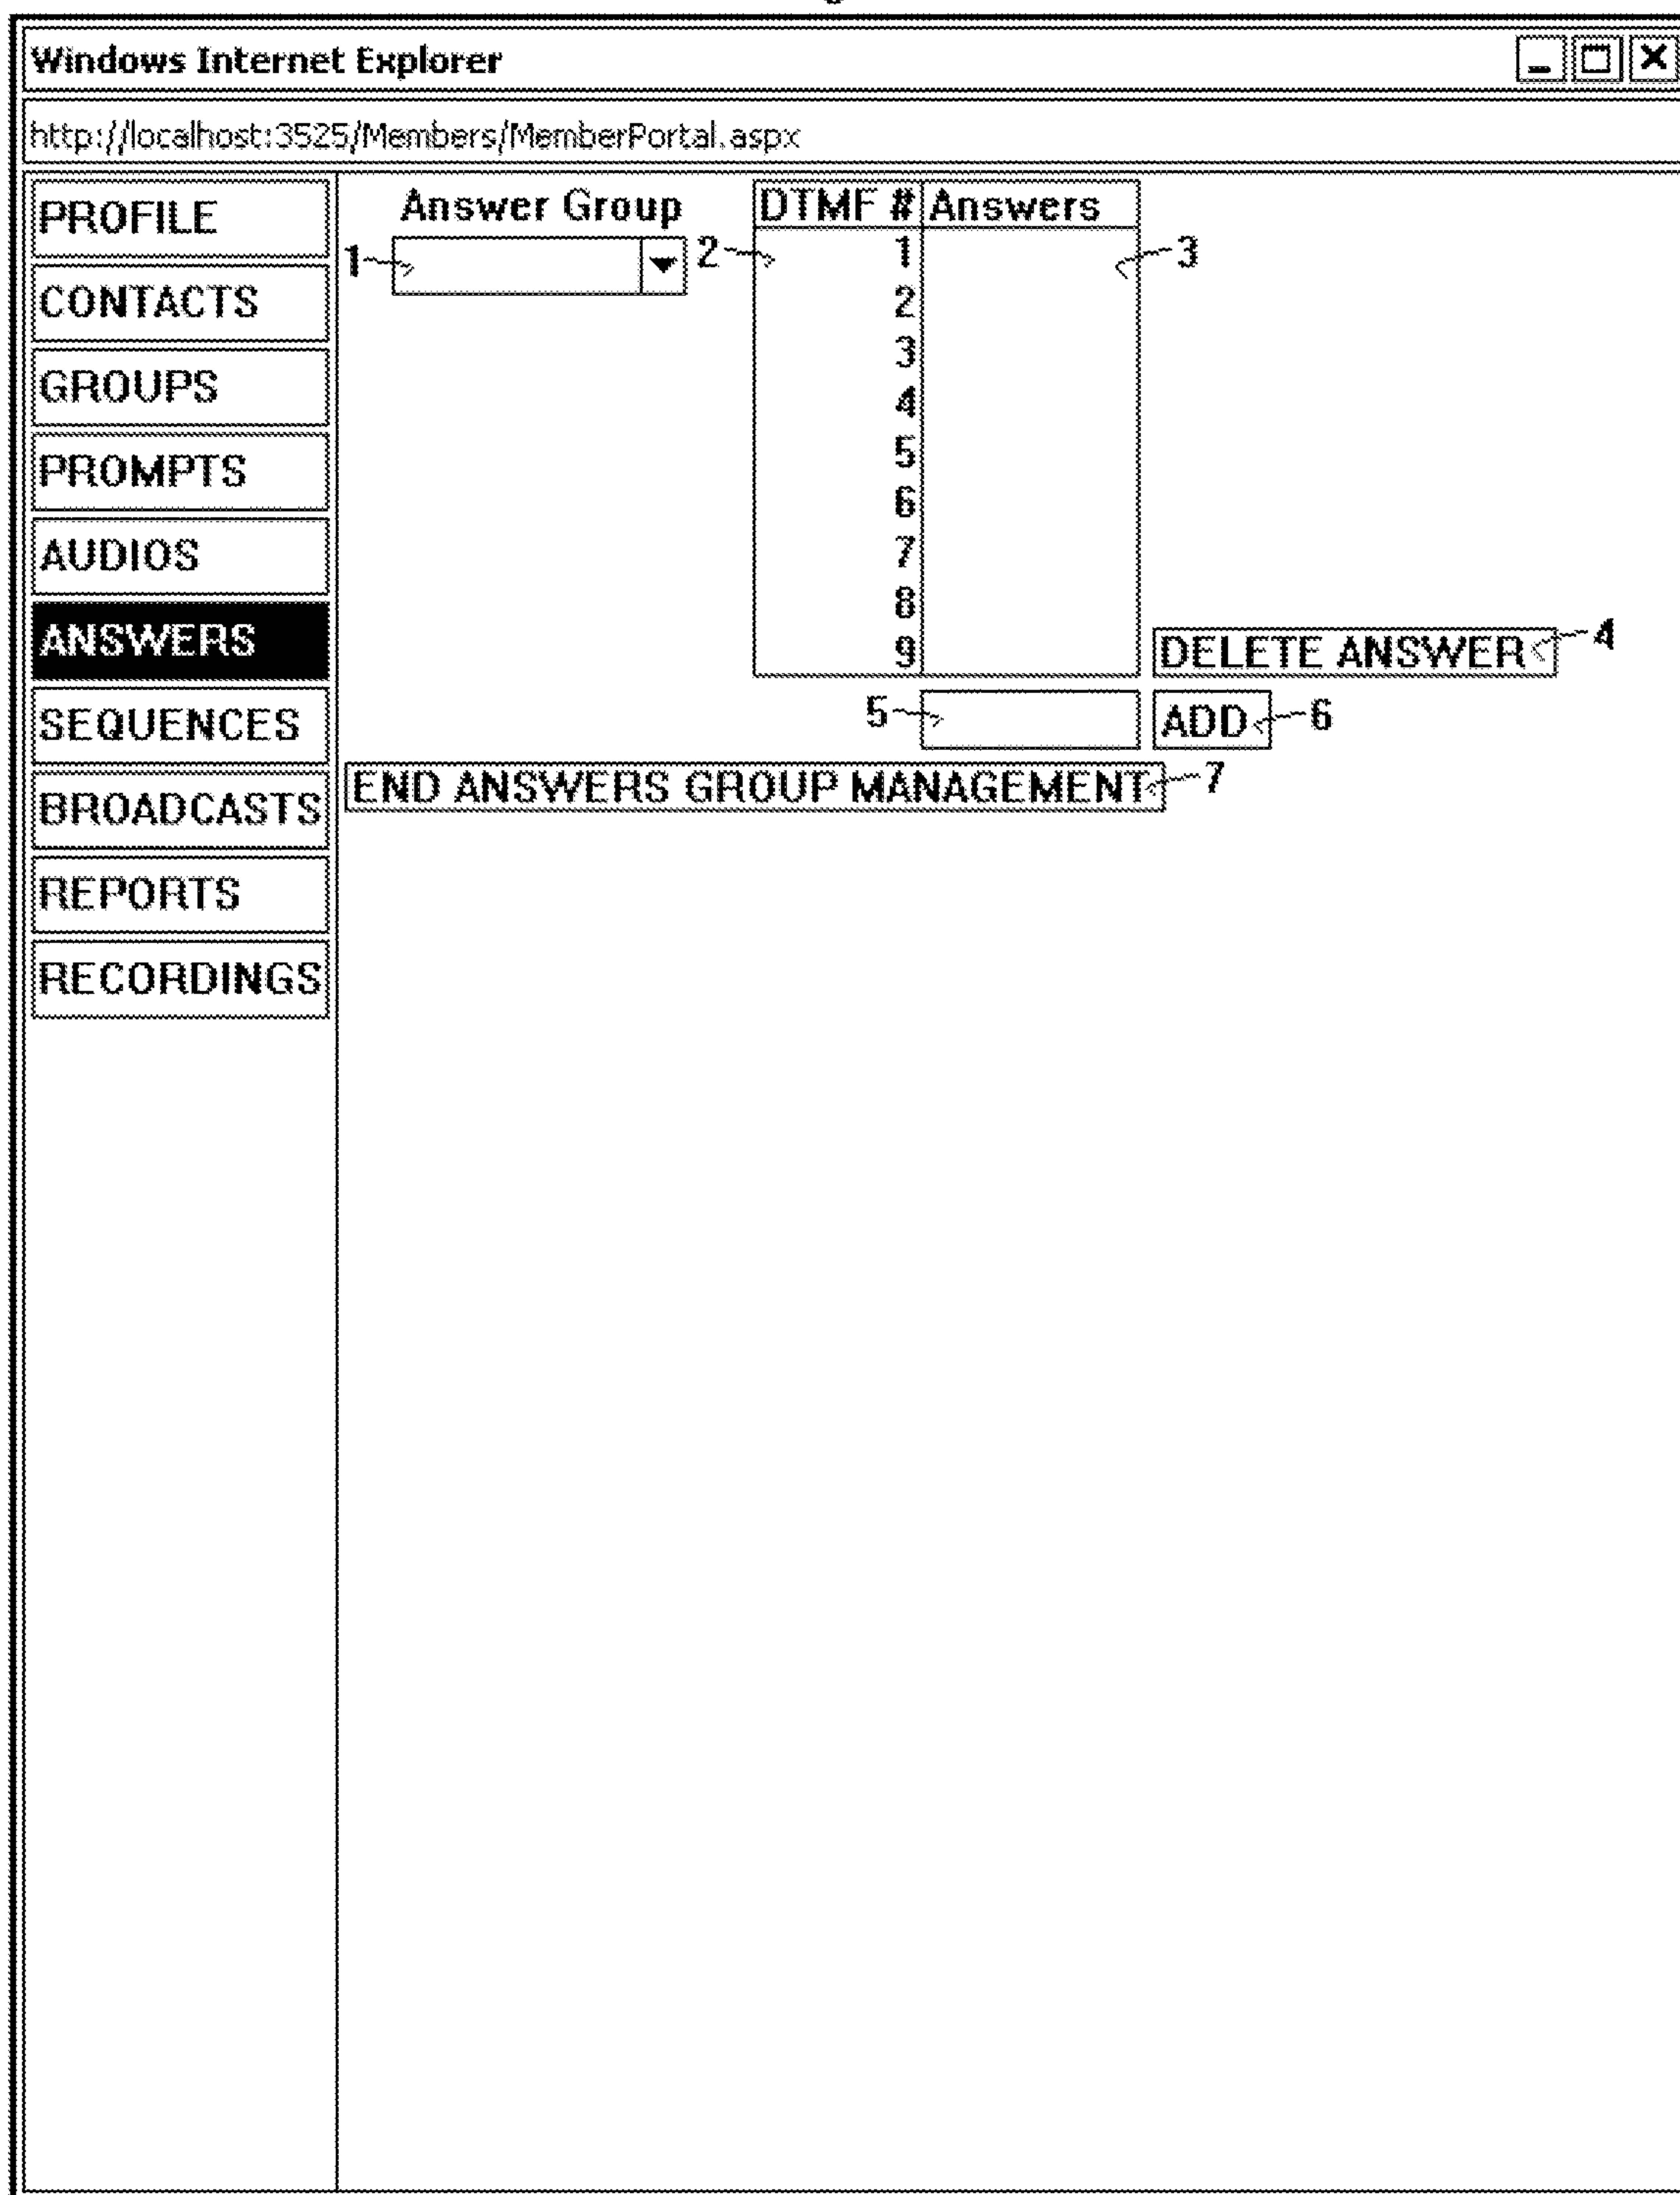 Windows Internet Explorer
http://localhost:3525/Members/MemberPortal.aspx
PROFILE
CONTACTS
GROUPS
PROMPTS
AUDIOS
ANSWERS
SEQUENCES
BROADCASTS
REPORTS
RECORDINGS
Answer Group
1
DTMF # Answers
2 1 3
2
3
4
5
6
7
8
9
DELETE ANSWER 4
5 ADD 6
END ANSWERS GROUP MANAGEMENT 7